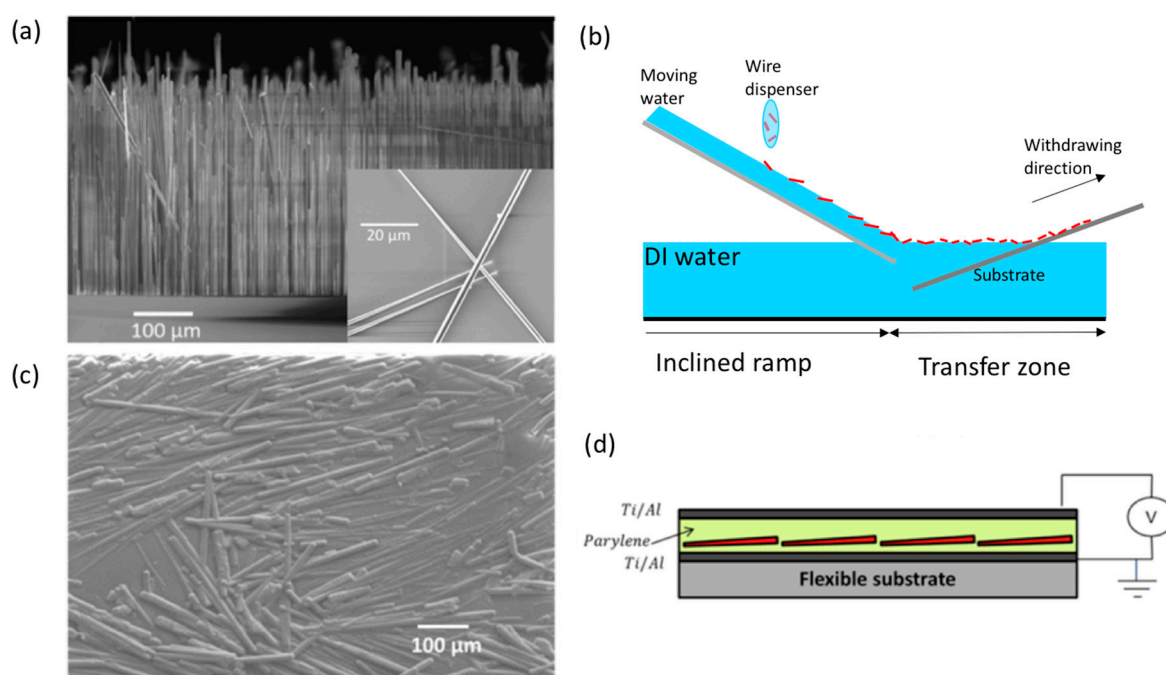 (a)
100 µm
20 µm
(b)
Moving
water
Wire
dispenser
Withdrawing
direction
DI water
Substrate
Inclined ramp
Transfer zone
(c)
100 µm
(d)
Ti/Al
Parylene
Ti/Al
Flexible substrate
V